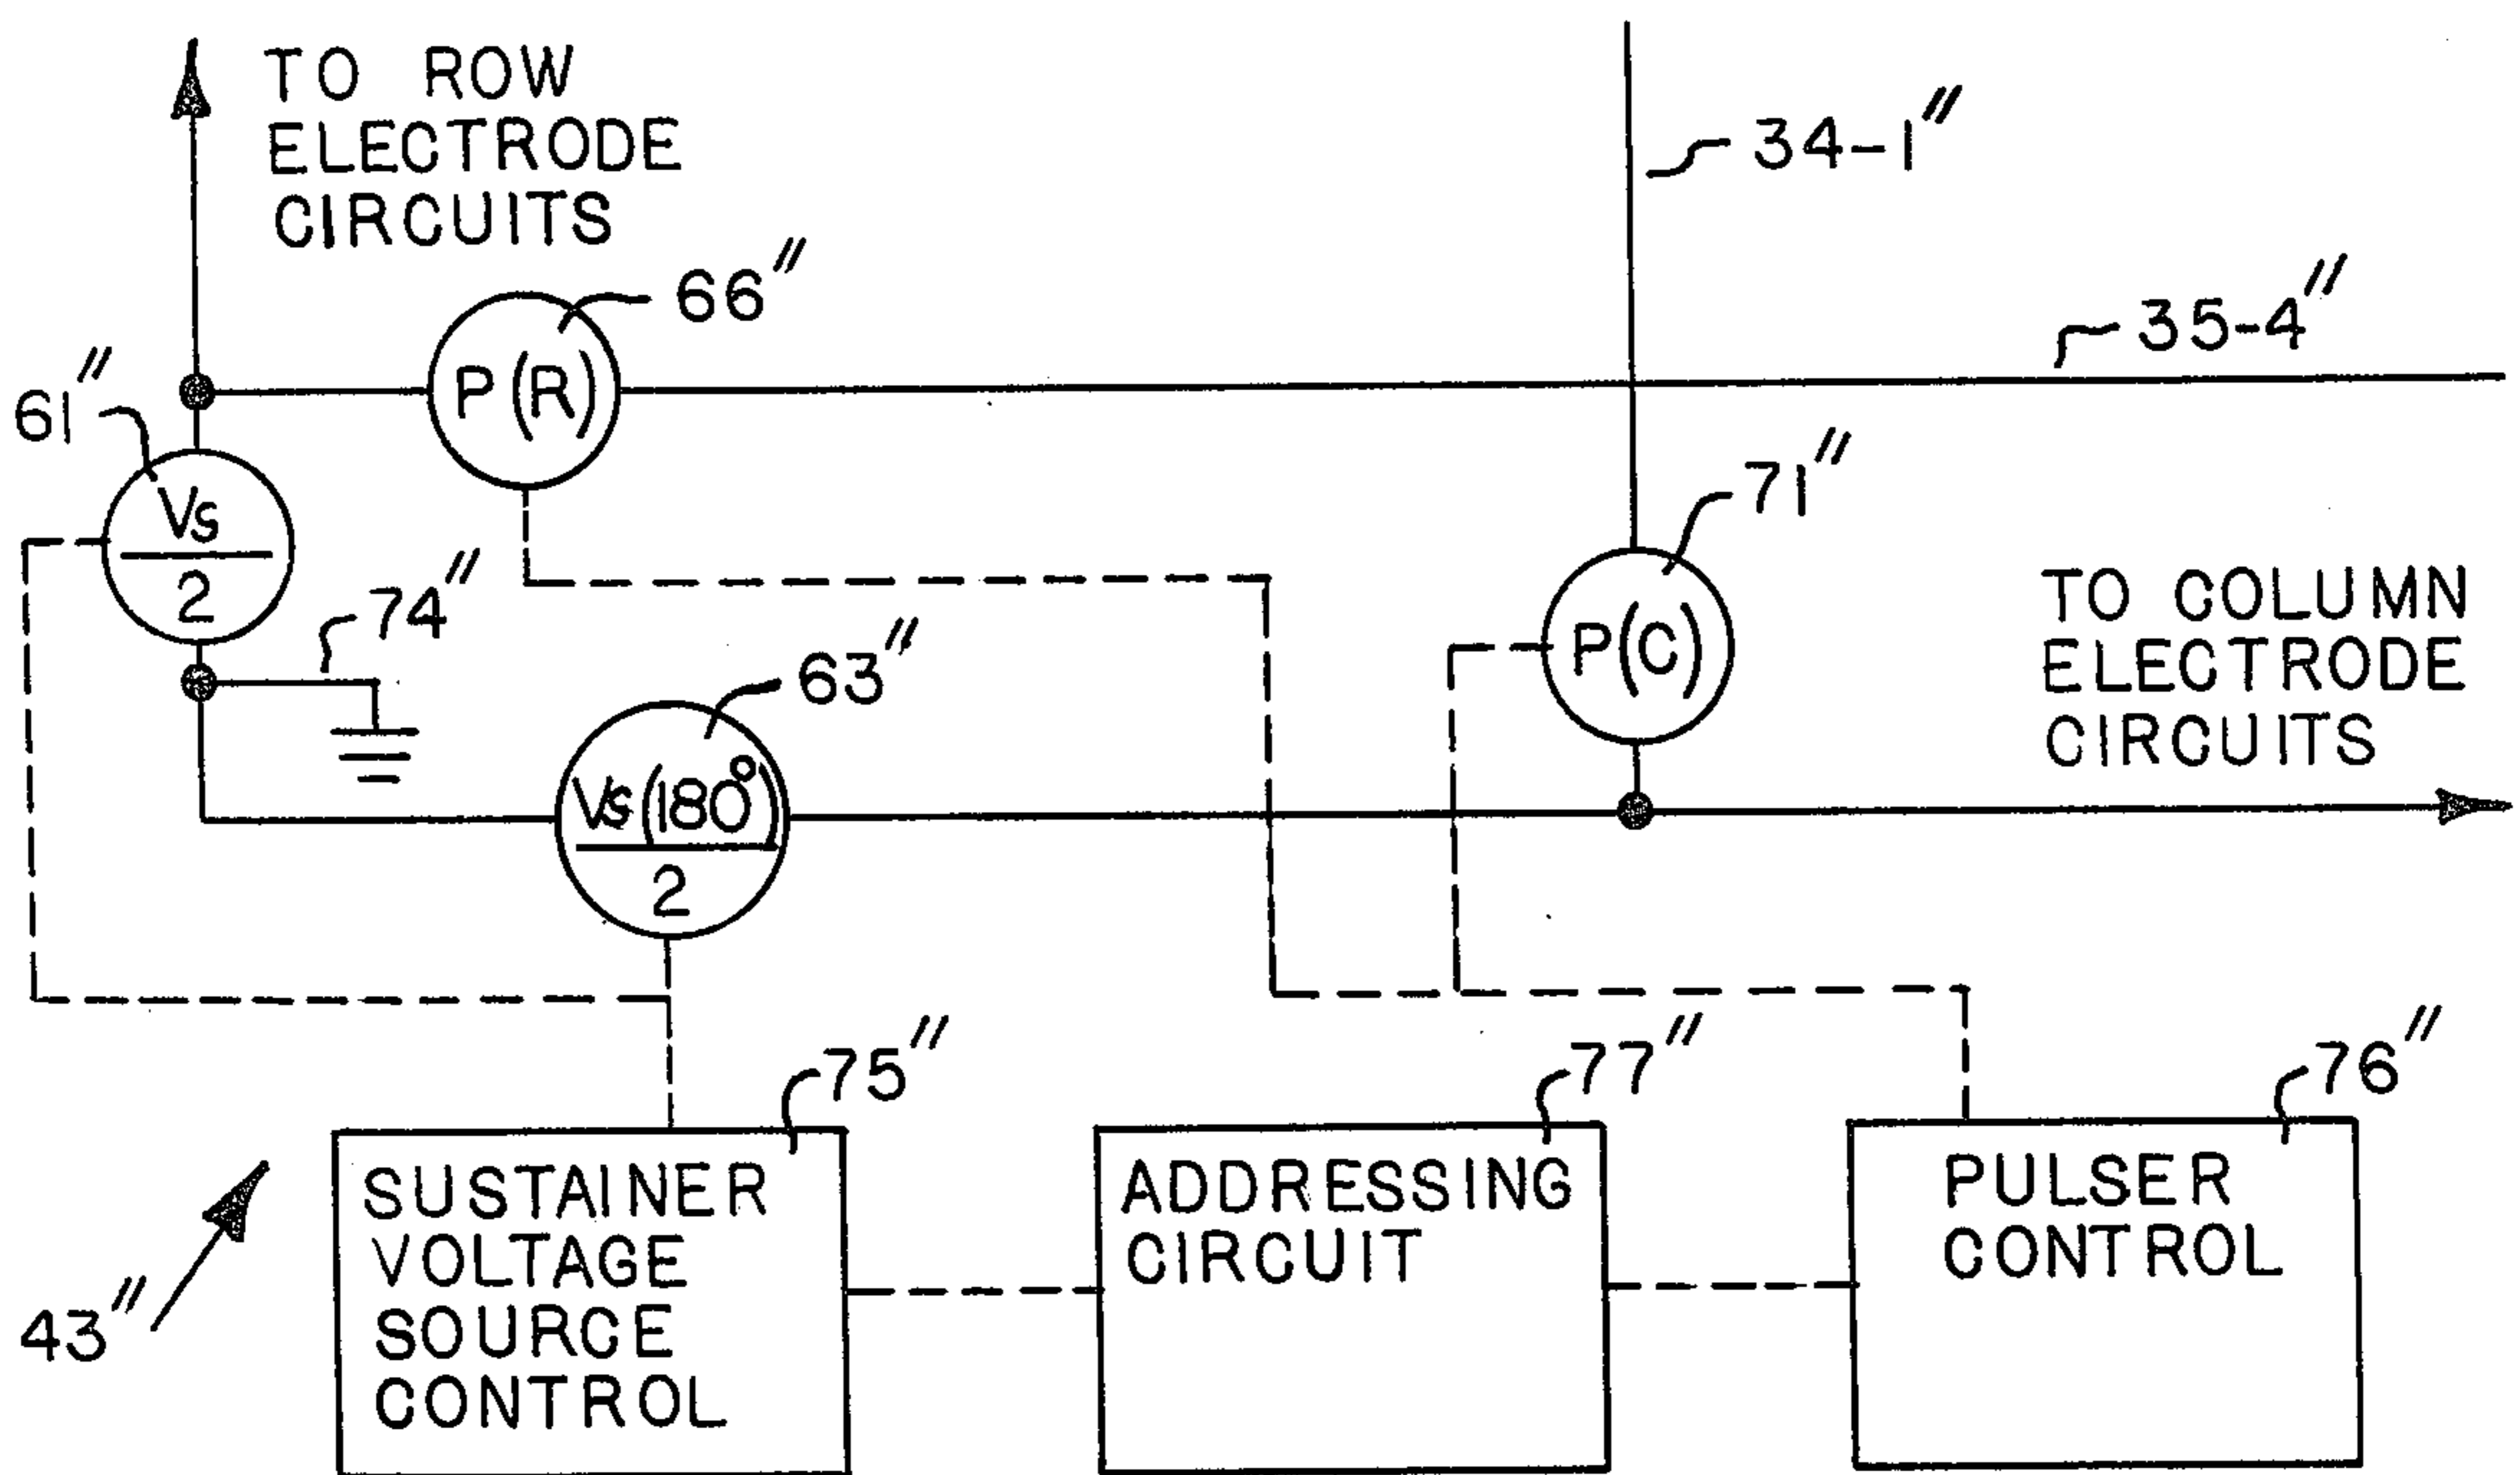 TO ROW
ELECTRODE
CIRCUITS
34-1"
66"
35-4"
P(R)
61"
Vs
2
71"
74"
P(C)
TO COLUMN
ELECTRODE
CIRCUITS
63"
Vs(180°)
2
75"
77"
76"
SUSTAINER
VOLTAGE
SOURCE
CONTROL
ADDRESSING
CIRCUIT
PULSER
CONTROL
43"